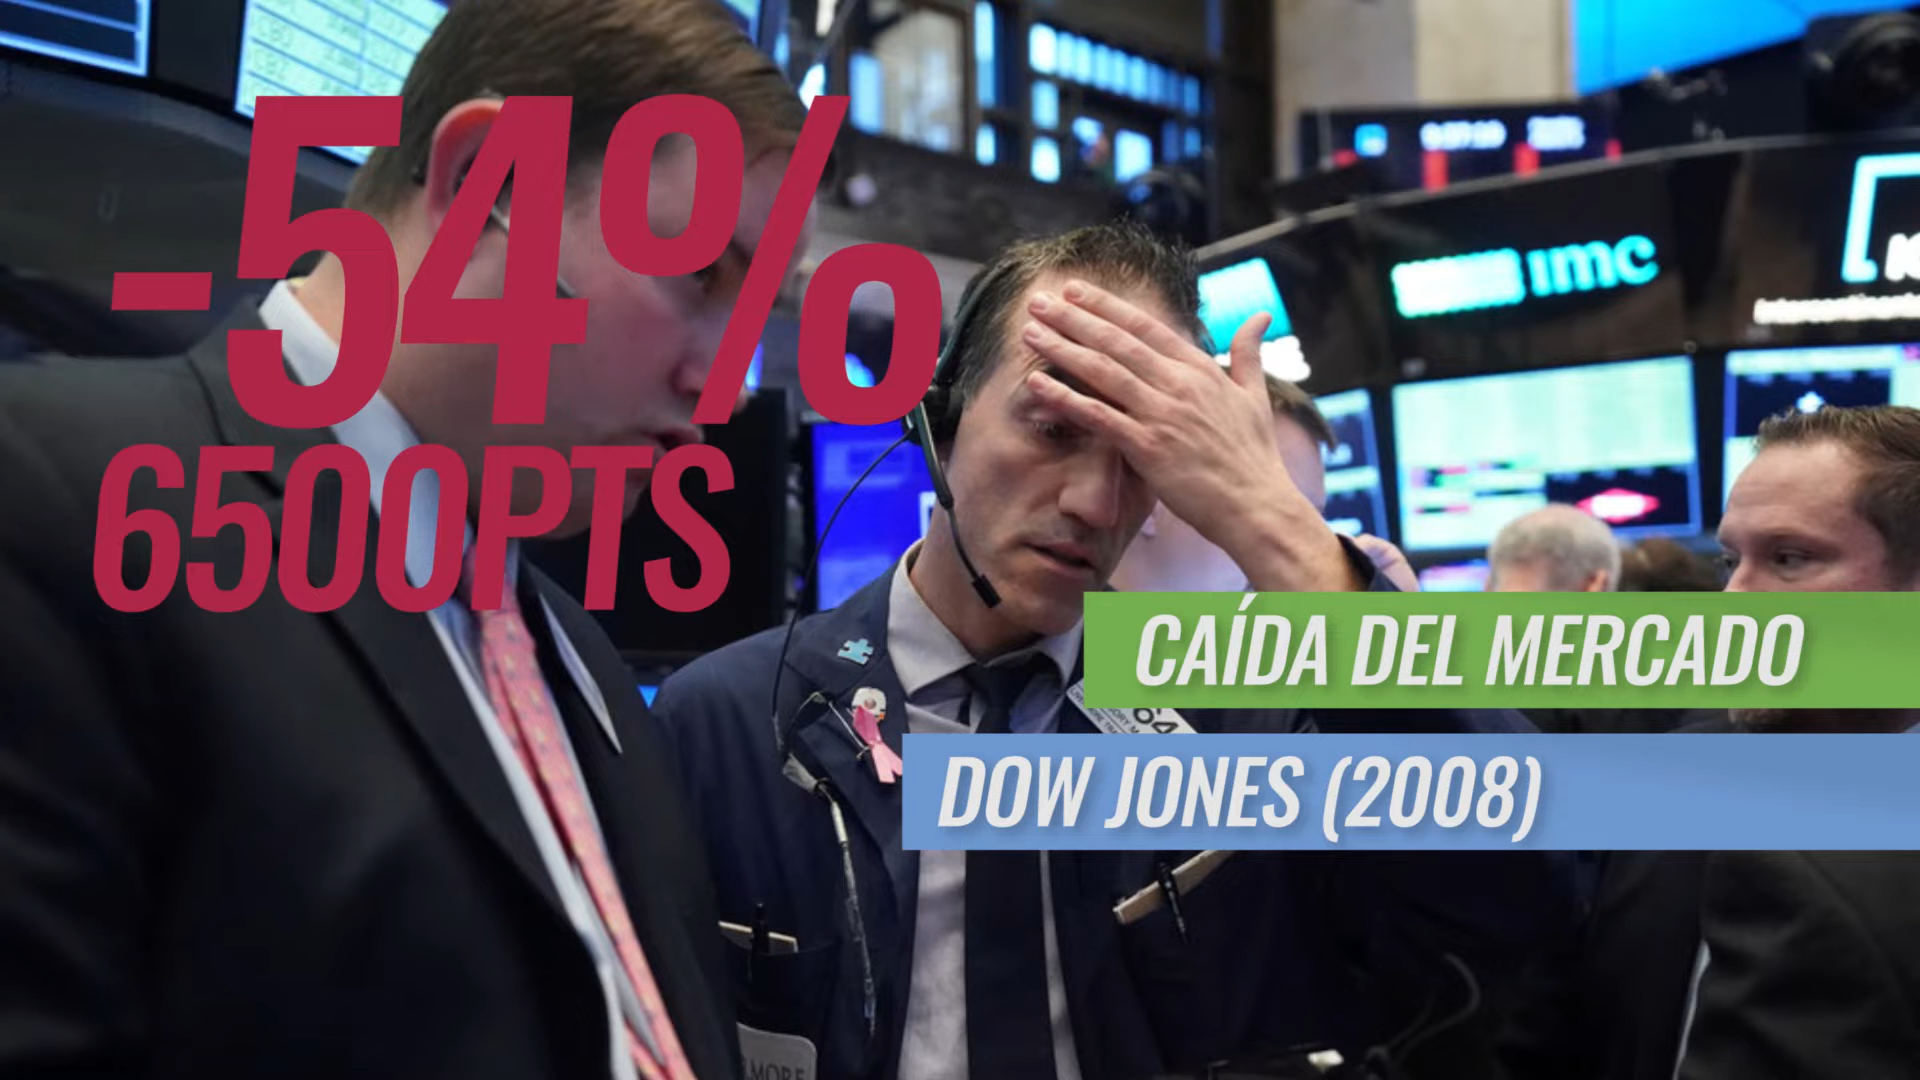 -54%
6500PTS
imc
CAÍDA DEL MERCADO
DOW JONES (2008)